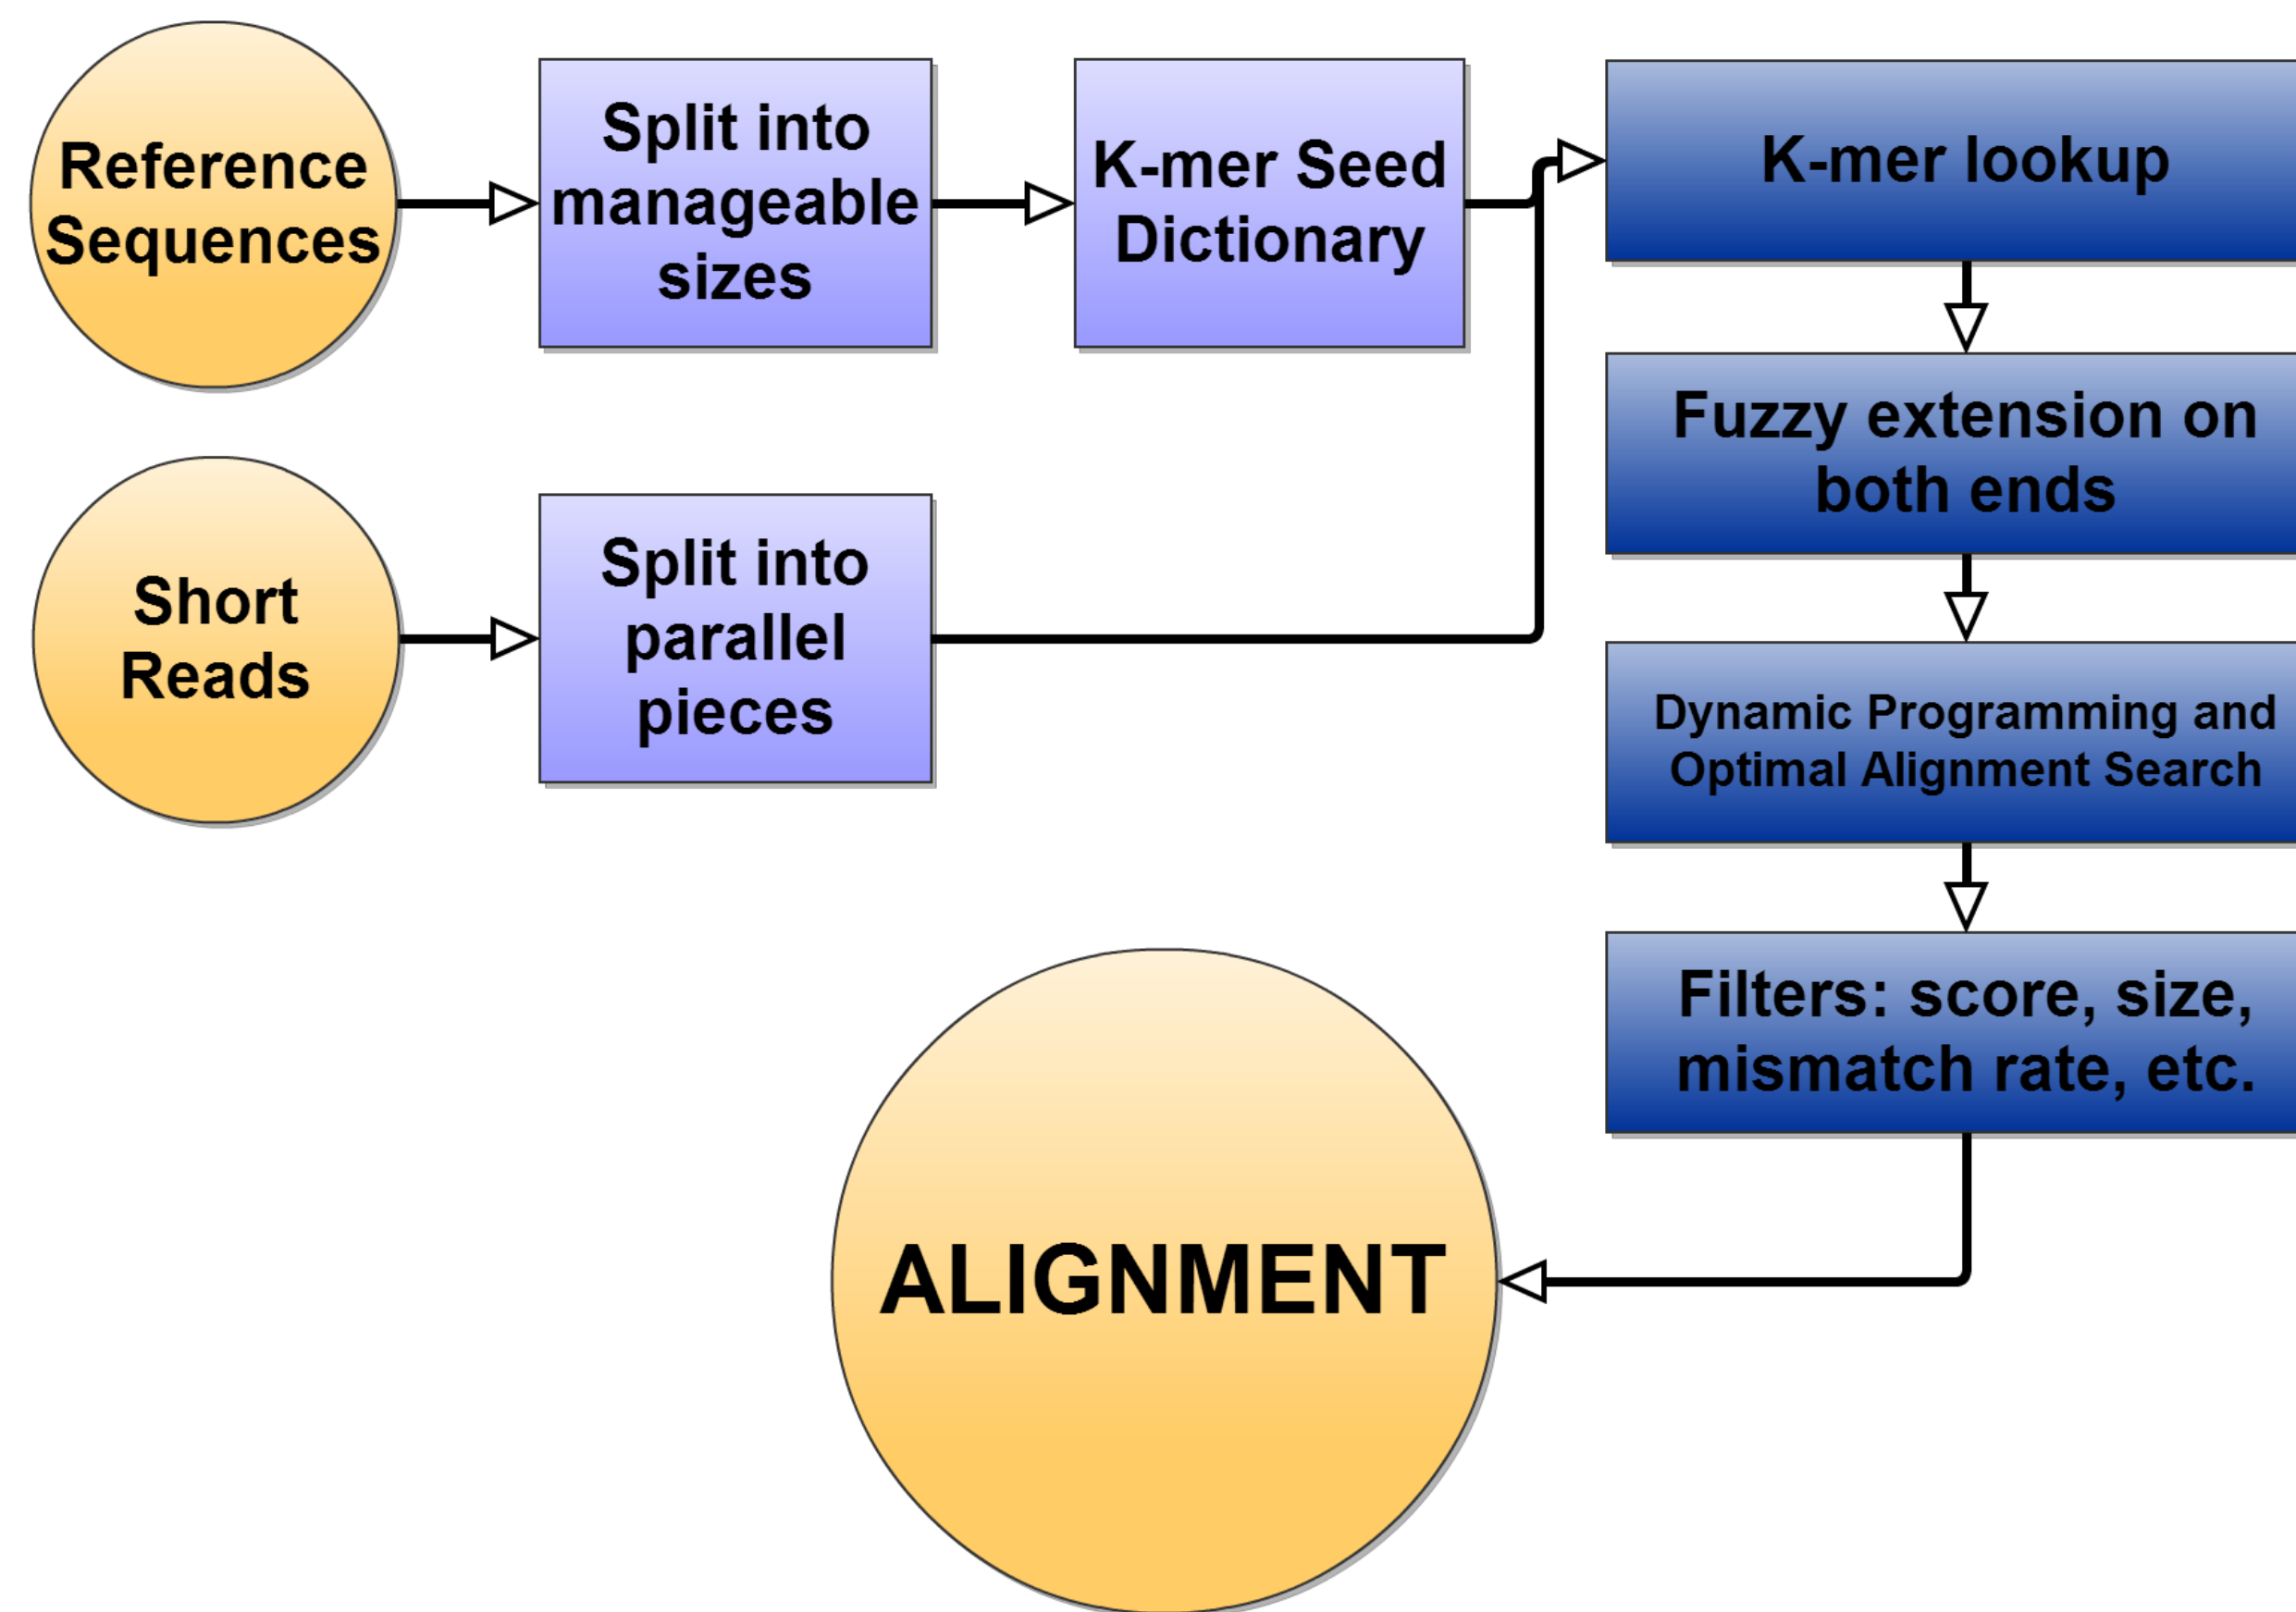 Reference
Sequences
Split into
manageable
sizes
K-mer Seed
Dictionary
K-mer lookup
Fuzzy extension on
both ends
Short
Reads
Split into
parallel
pieces
Dynamic Programming and
Optimal Alignment Search
Filters: score, size,
mismatch rate, etc.
ALIGNMENT